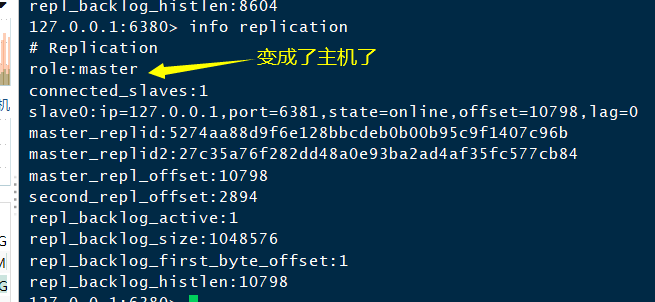 repl_backlog_histlen:8604
127.0.0.1:6380> info replication
# Replication
role:master
变成了主机了
connected_slaves:1
slave0:ip=127.0.0.1,port=6381,state=online,offset=10798,lag=0
master_replid:5274aa88d9f6e128bbcdeb0b00b95c9f1407c96b
master_replid2:27c35a76f282dd48a0e93ba2ad4af35fc577cb84
master_repl_offset:10798
second_repl_offset:2894
repl_backlog_active:1
repl_backlog_size:1048576
repl_backlog_first_byte_offset:1
repl_backlog_histlen:10798
127.0.0.1:6380>
机
G
M
G